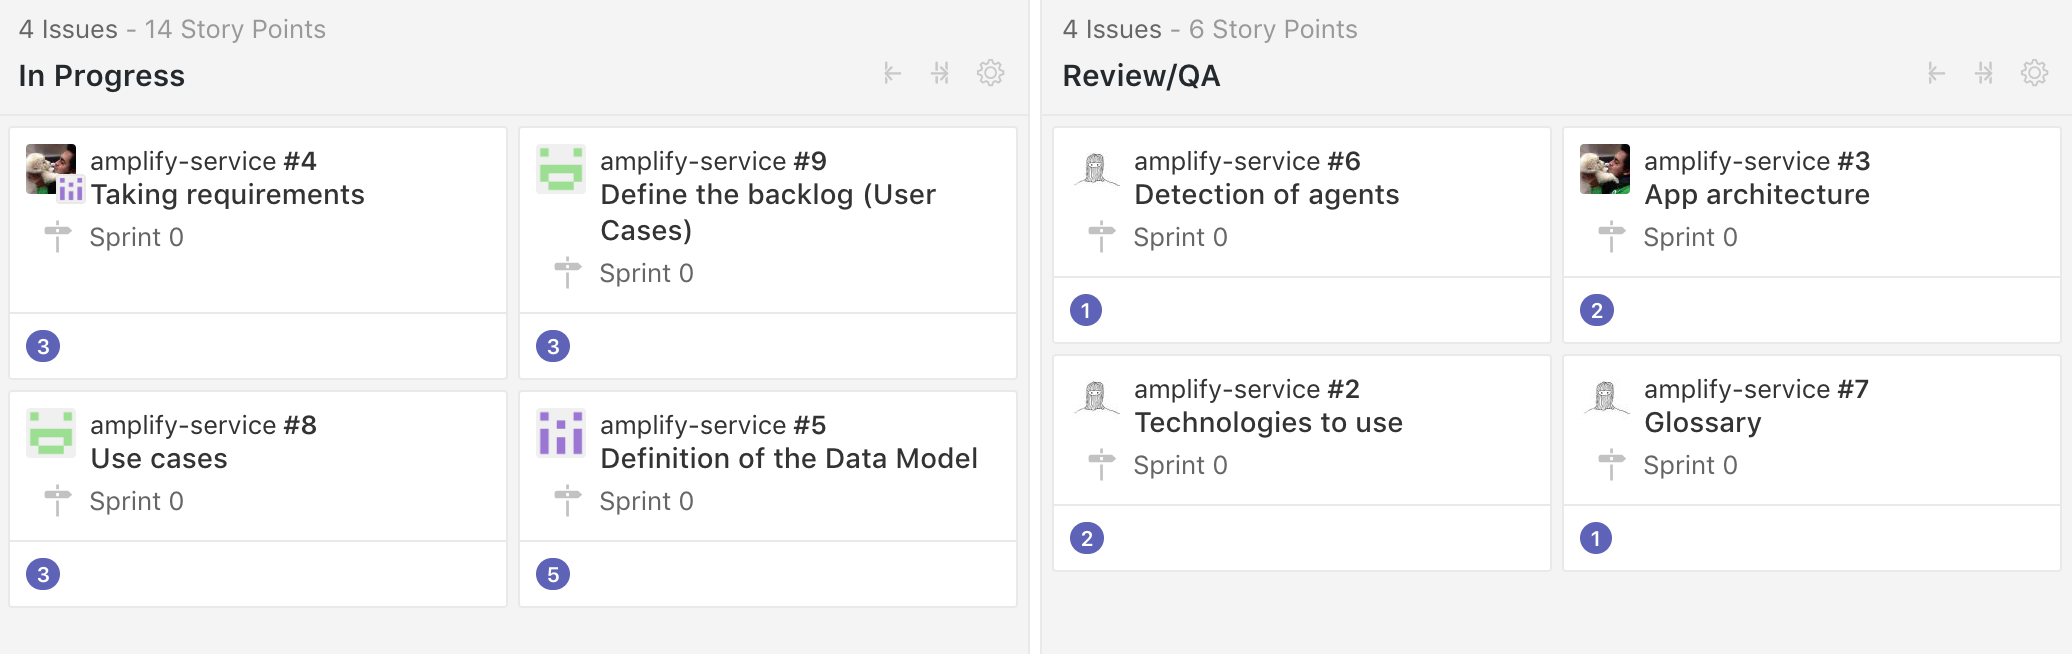 4 Issues - 14 Story Points
In Progress
amplify-service #4
Taking requirements
Sprint 0
3
amplify-service #9
Define the backlog (User
Cases)
Sprint 0
3
amplify-service #8
Use cases
Sprint 0
3
amplify-service #5
Definition of the Data Model
Sprint 0
5
4 Issues - 6 Story Points
Review/QA
amplify-service #6
Detection of agents
Sprint 0
1
amplify-service #3
App architecture
Sprint 0
2
amplify-service #2
Technologies to use
Sprint 0
2
amplify-service #7
Glossary
Sprint 0
1